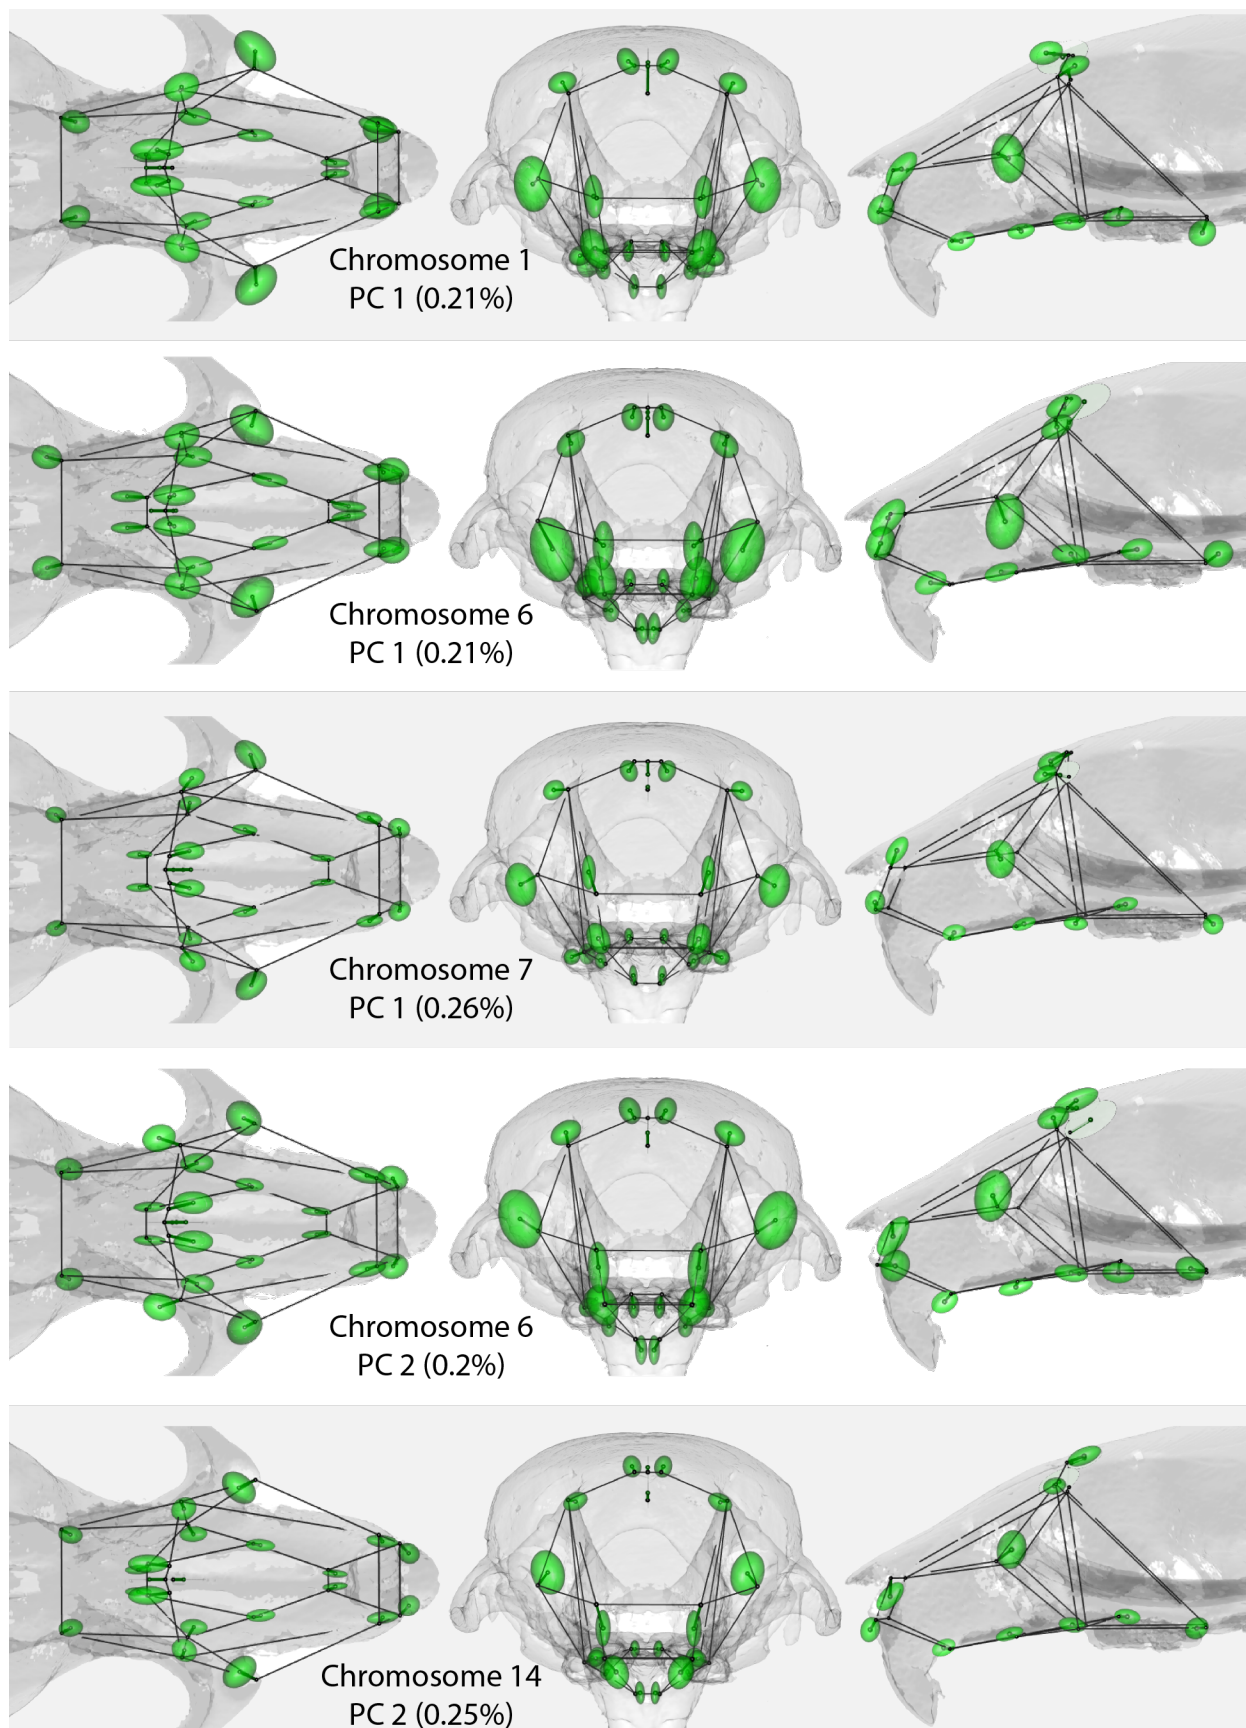 Chromosome 1
PC 1 (0.21%)
Chromosome 6
PC 1 (0.21%)
Chromosome 7
PC 1 (0.26%)
Chromosome 6
PC 2 (0.2%)
Chromosome 14
PC 2 (0.25%)